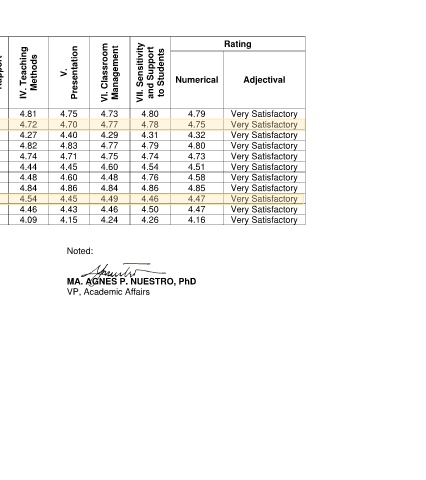 Rapport IV. Teaching Methods V. Presentation VI. Classroom Management VII. Sensitivity and Support to Students Rating
Numerical Adjectival
4.81 4.75 4.73 4.80 4.79 Very Satisfactory
4.72 4.70 4.77 4.78 4.75 Very Satisfactory
4.27 4.40 4.29 4.31 4.32 Very Satisfactory
4.82 4.83 4.77 4.79 4.80 Very Satisfactory
4.74 4.71 4.75 4.74 4.73 Very Satisfactory
4.44 4.45 4.60 4.54 4.51 Very Satisfactory
4.48 4.60 4.48 4.76 4.58 Very Satisfactory
4.84 4.86 4.84 4.86 4.85 Very Satisfactory
4.54 4.45 4.49 4.46 4.47 Very Satisfactory
4.46 4.43 4.46 4.50 4.47 Very Satisfactory
4.09 4.15 4.24 4.26 4.16 Very Satisfactory
Noted:
MA. AGNES P. NUESTRO, PhD
VP, Academic Affairs